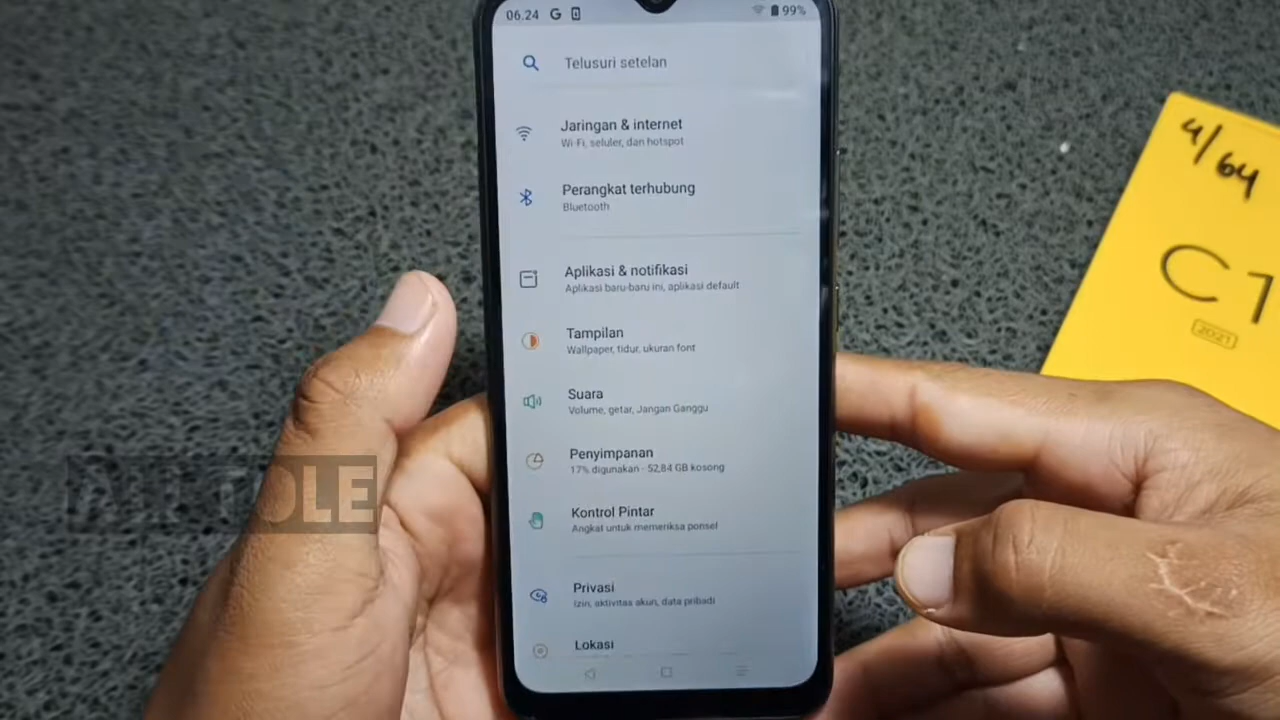 06.24
99%
Telusuri setelan
Jaringan & internet
Wi-Fi, seluler, dan hotspot
Perangkat terhubung
Bluetooth
Aplikasi & notifikasi
Aplikasi baru-baru ini, aplikasi default
Tampilan
Wallpaper, tidur, ukuran font
Suara
Volume, getar, Jangan Ganggu
Penyimpanan
17% digunakan - 52,84 GB kosong
Kontrol Pintar
Angkat untuk memeriksa ponsel
Privasi
Izin, aktivitas akun, data pribadi
Lokasi
4/64
C1
2021